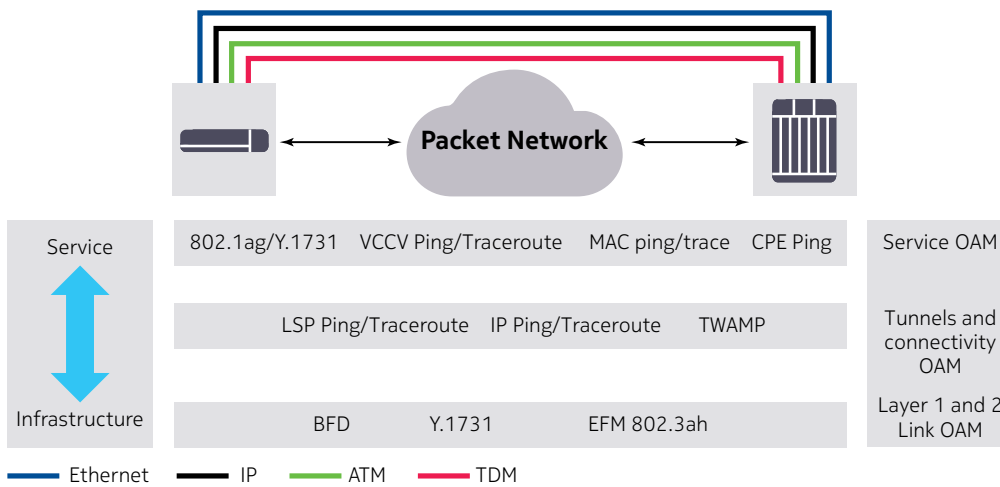 Packet Network
Service
802.1ag/Y.1731 VCCV Ping/Traceroute MAC ping/trace CPE Ping
Service OAM
LSP Ping/Traceroute IP Ping/Traceroute TWAMP
Tunnels and
connectivity
OAM
Infrastructure
BFD Y.1731 EFM 802.3ah
Layer 1 and 2
Link OAM
Ethernet IP ATM TDM